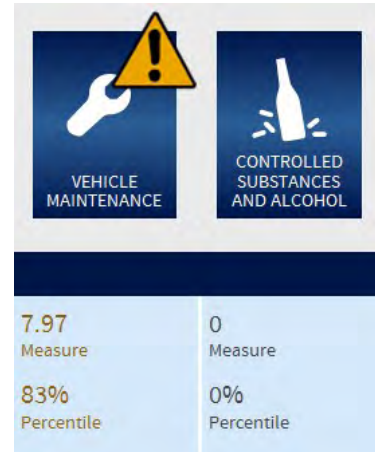 VEHICLE
MAINTENANCE
CONTROLLED
SUBSTANCES
AND ALCOHOL
7.97
Measure
83%
Percentile
0
Measure
0%
Percentile